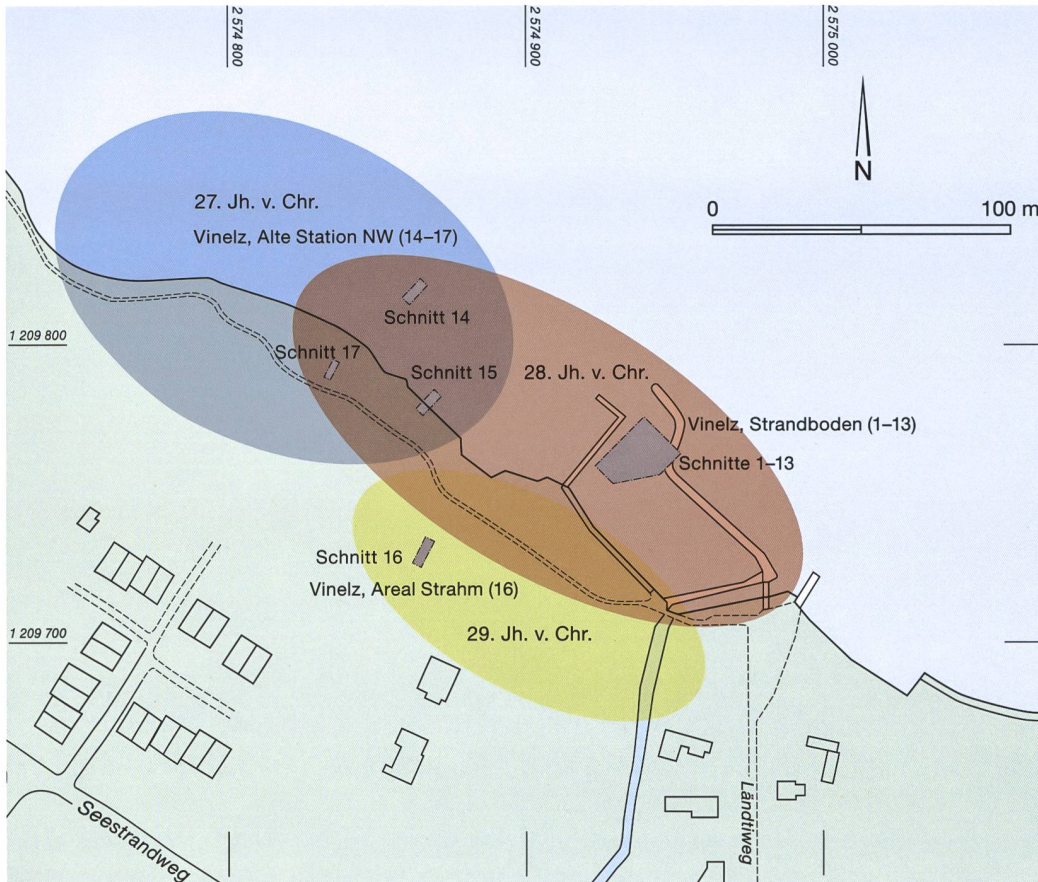 2 574 800
2 574 900
2 575 000
N
0
100 m
27. Jh. v. Chr.
Vinelz, Alte Station NW (14–17)
Schnitt 14
1 209 800
Schnitt 17
Schnitt 15
28. Jh. v. Chr.
Vinelz, Strandboden (1–13)
Schnitte 1–13
Schnitt 16
Vinelz, Areal Strahm (16)
1 209 700
29. Jh. v. Chr.
Ländtiweg
Seestrandweg